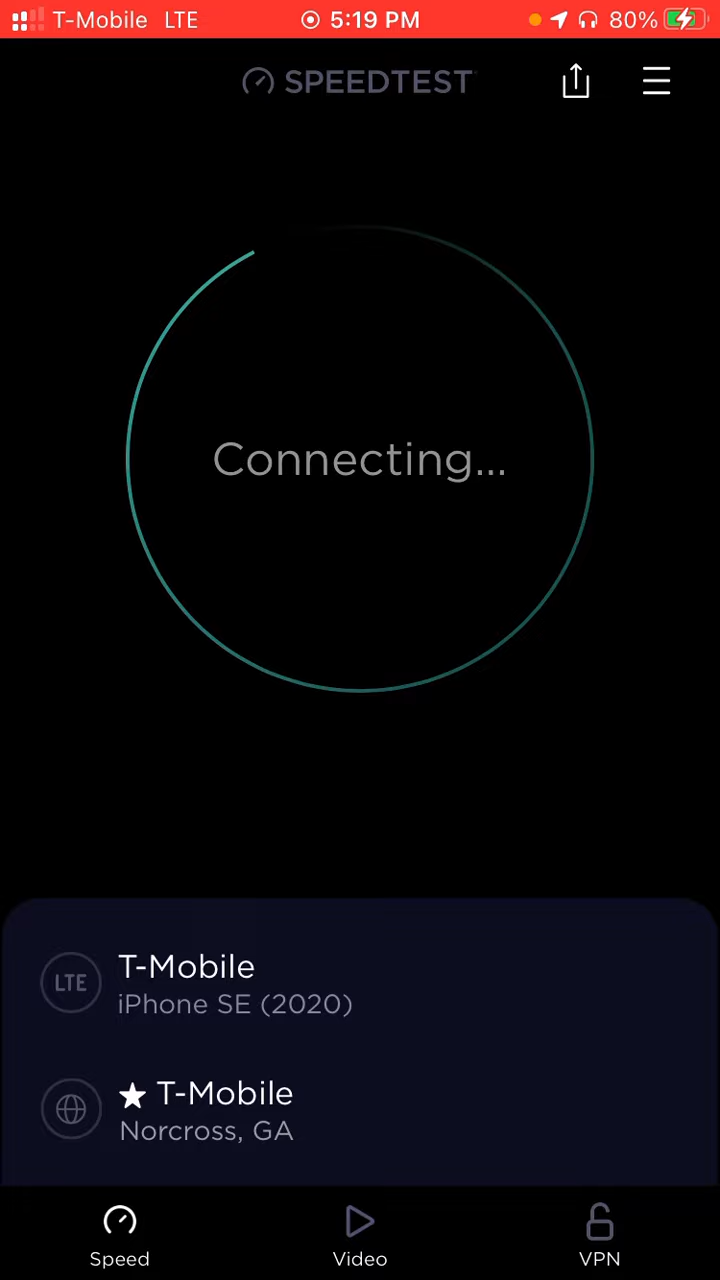 T-Mobile LTE 5:19 PM 80%
SPEEDTEST
Connecting...
LTE
T-Mobile
iPhone SE (2020)
★ T-Mobile
Norcross, GA
Speed Video VPN